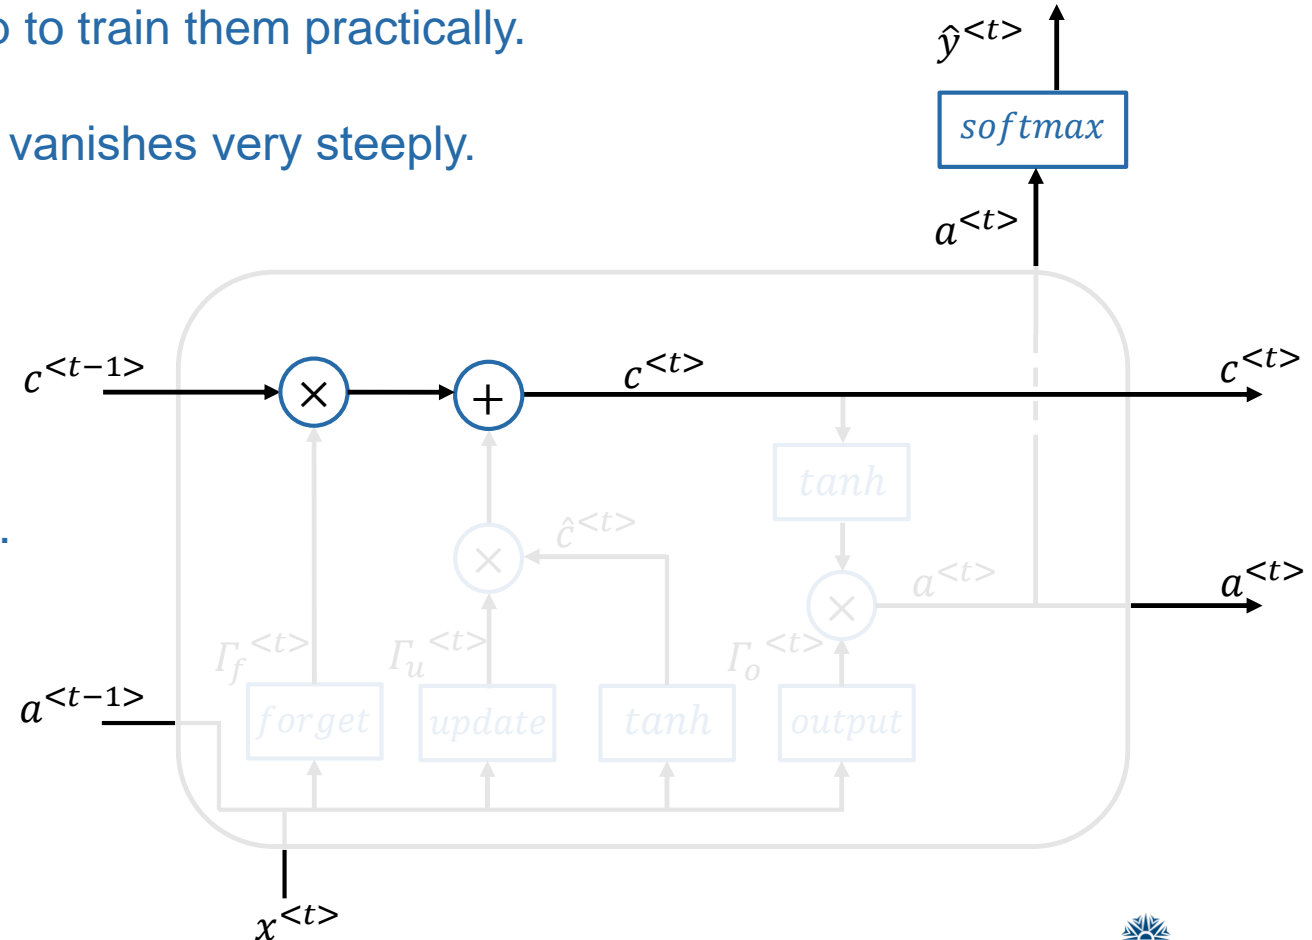 to train them practically.
ŷ<t>
softmax
vanishes very steeply.
a<t>
c<t−1>
×
+
c<t>
c<t>
tanh
.
×
ĉ<t>
×
a<t>
a<t>
Γf<t>
Γu<t>
Γo<t>
a<t−1>
forget
update
tanh
output
x<t>